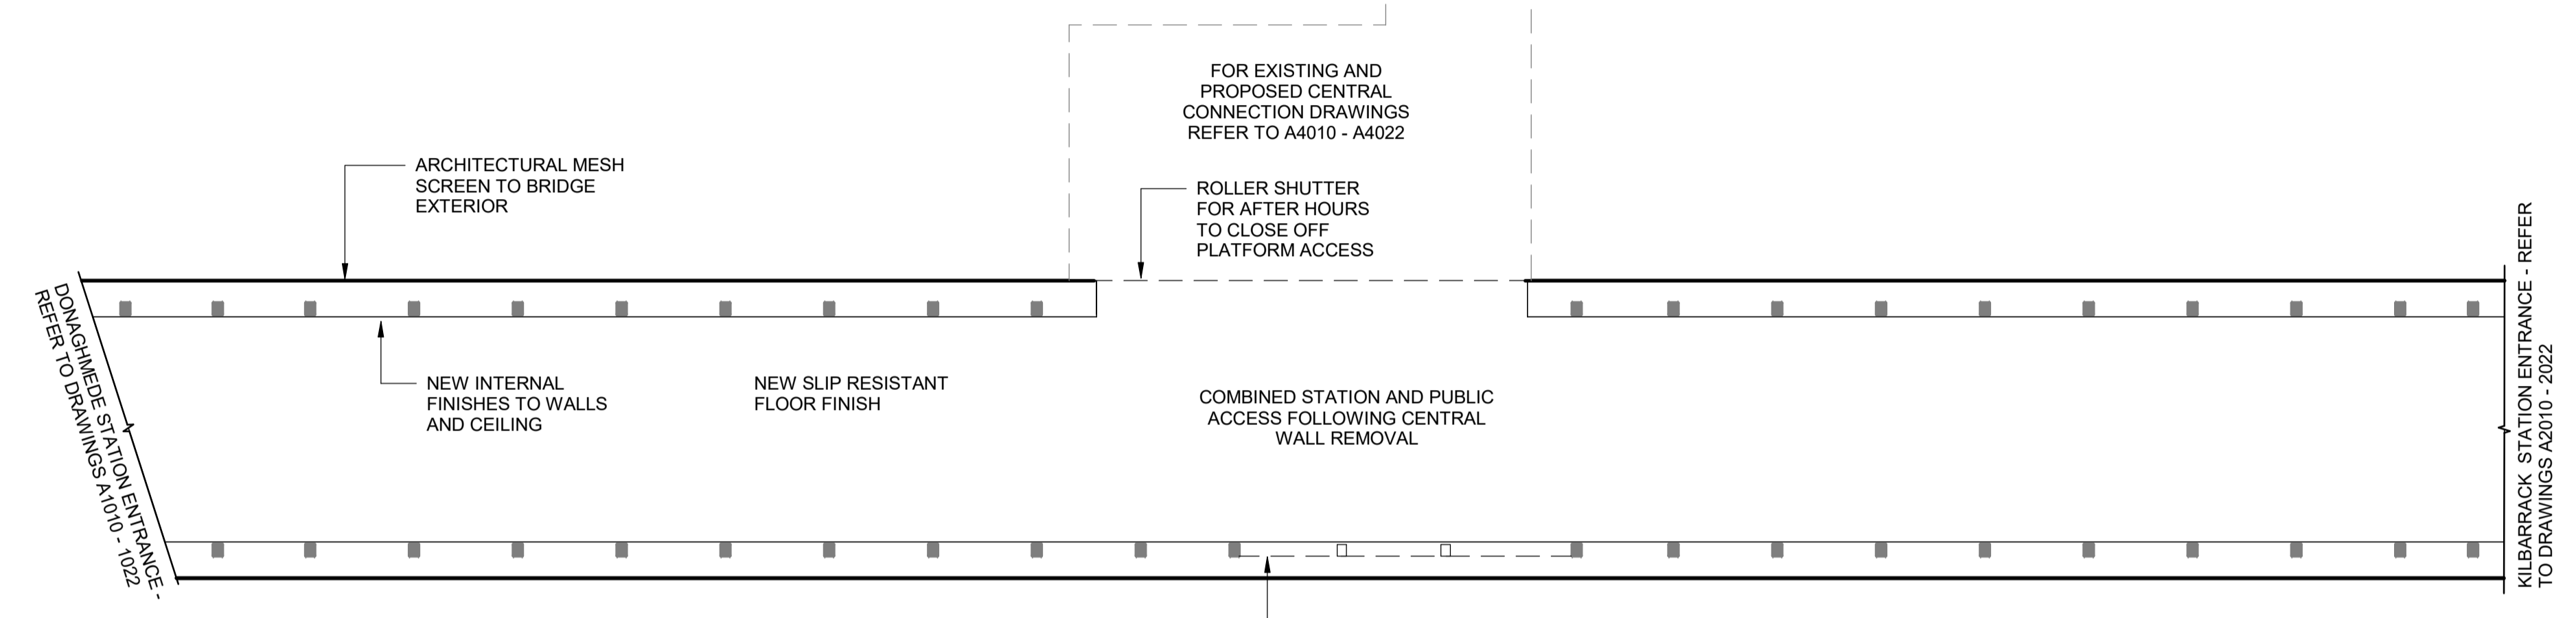 FOR EXISTING AND
PROPOSED CENTRAL
CONNECTION DRAWINGS
REFER TO A4010 - A4022
ARCHITECTURAL MESH
SCREEN TO BRIDGE
EXTERIOR
ROLLER SHUTTER
FOR AFTER HOURS
TO CLOSE OFF
PLATFORM ACCESS
DONAGHMEDE STATION ENTRANCE -
REFER TO DRAWINGS A1010 - 1022
NEW INTERNAL
FINISHES TO WALLS
AND CEILING
NEW SLIP RESISTANT
FLOOR FINISH
COMBINED STATION AND PUBLIC
ACCESS FOLLOWING CENTRAL
WALL REMOVAL
KILBARRACK STATION ENTRANCE - REFER
TO DRAWINGS A2010 - 2022